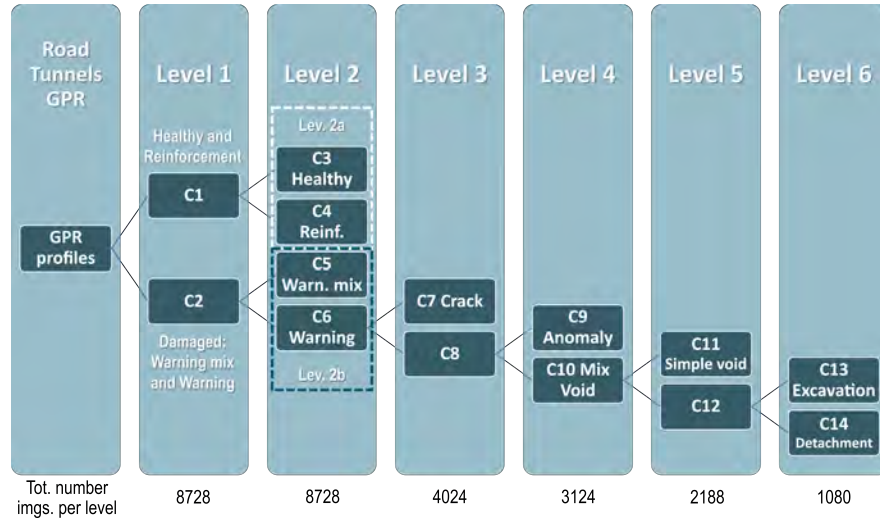 Road
Tunnels
GPR
Level 1
Level 2
Level 3
Level 4
Level 5
Level 6
Lev. 2a
Healthy and
Reinforcement
C3
Healthy
C1
C4
Reinf.
GPR
profiles
C5
Warn. mix
C2
C7 Crack
C6
Warning
C9
Anomaly
C8
C11
Simple void
Damaged:
Warning mix
and Warning
Lev. 2b
C10 Mix
Void
C13
Excavation
C12
C14
Detachment
Tot. number
imgs. per level
8728
8728
4024
3124
2188
1080